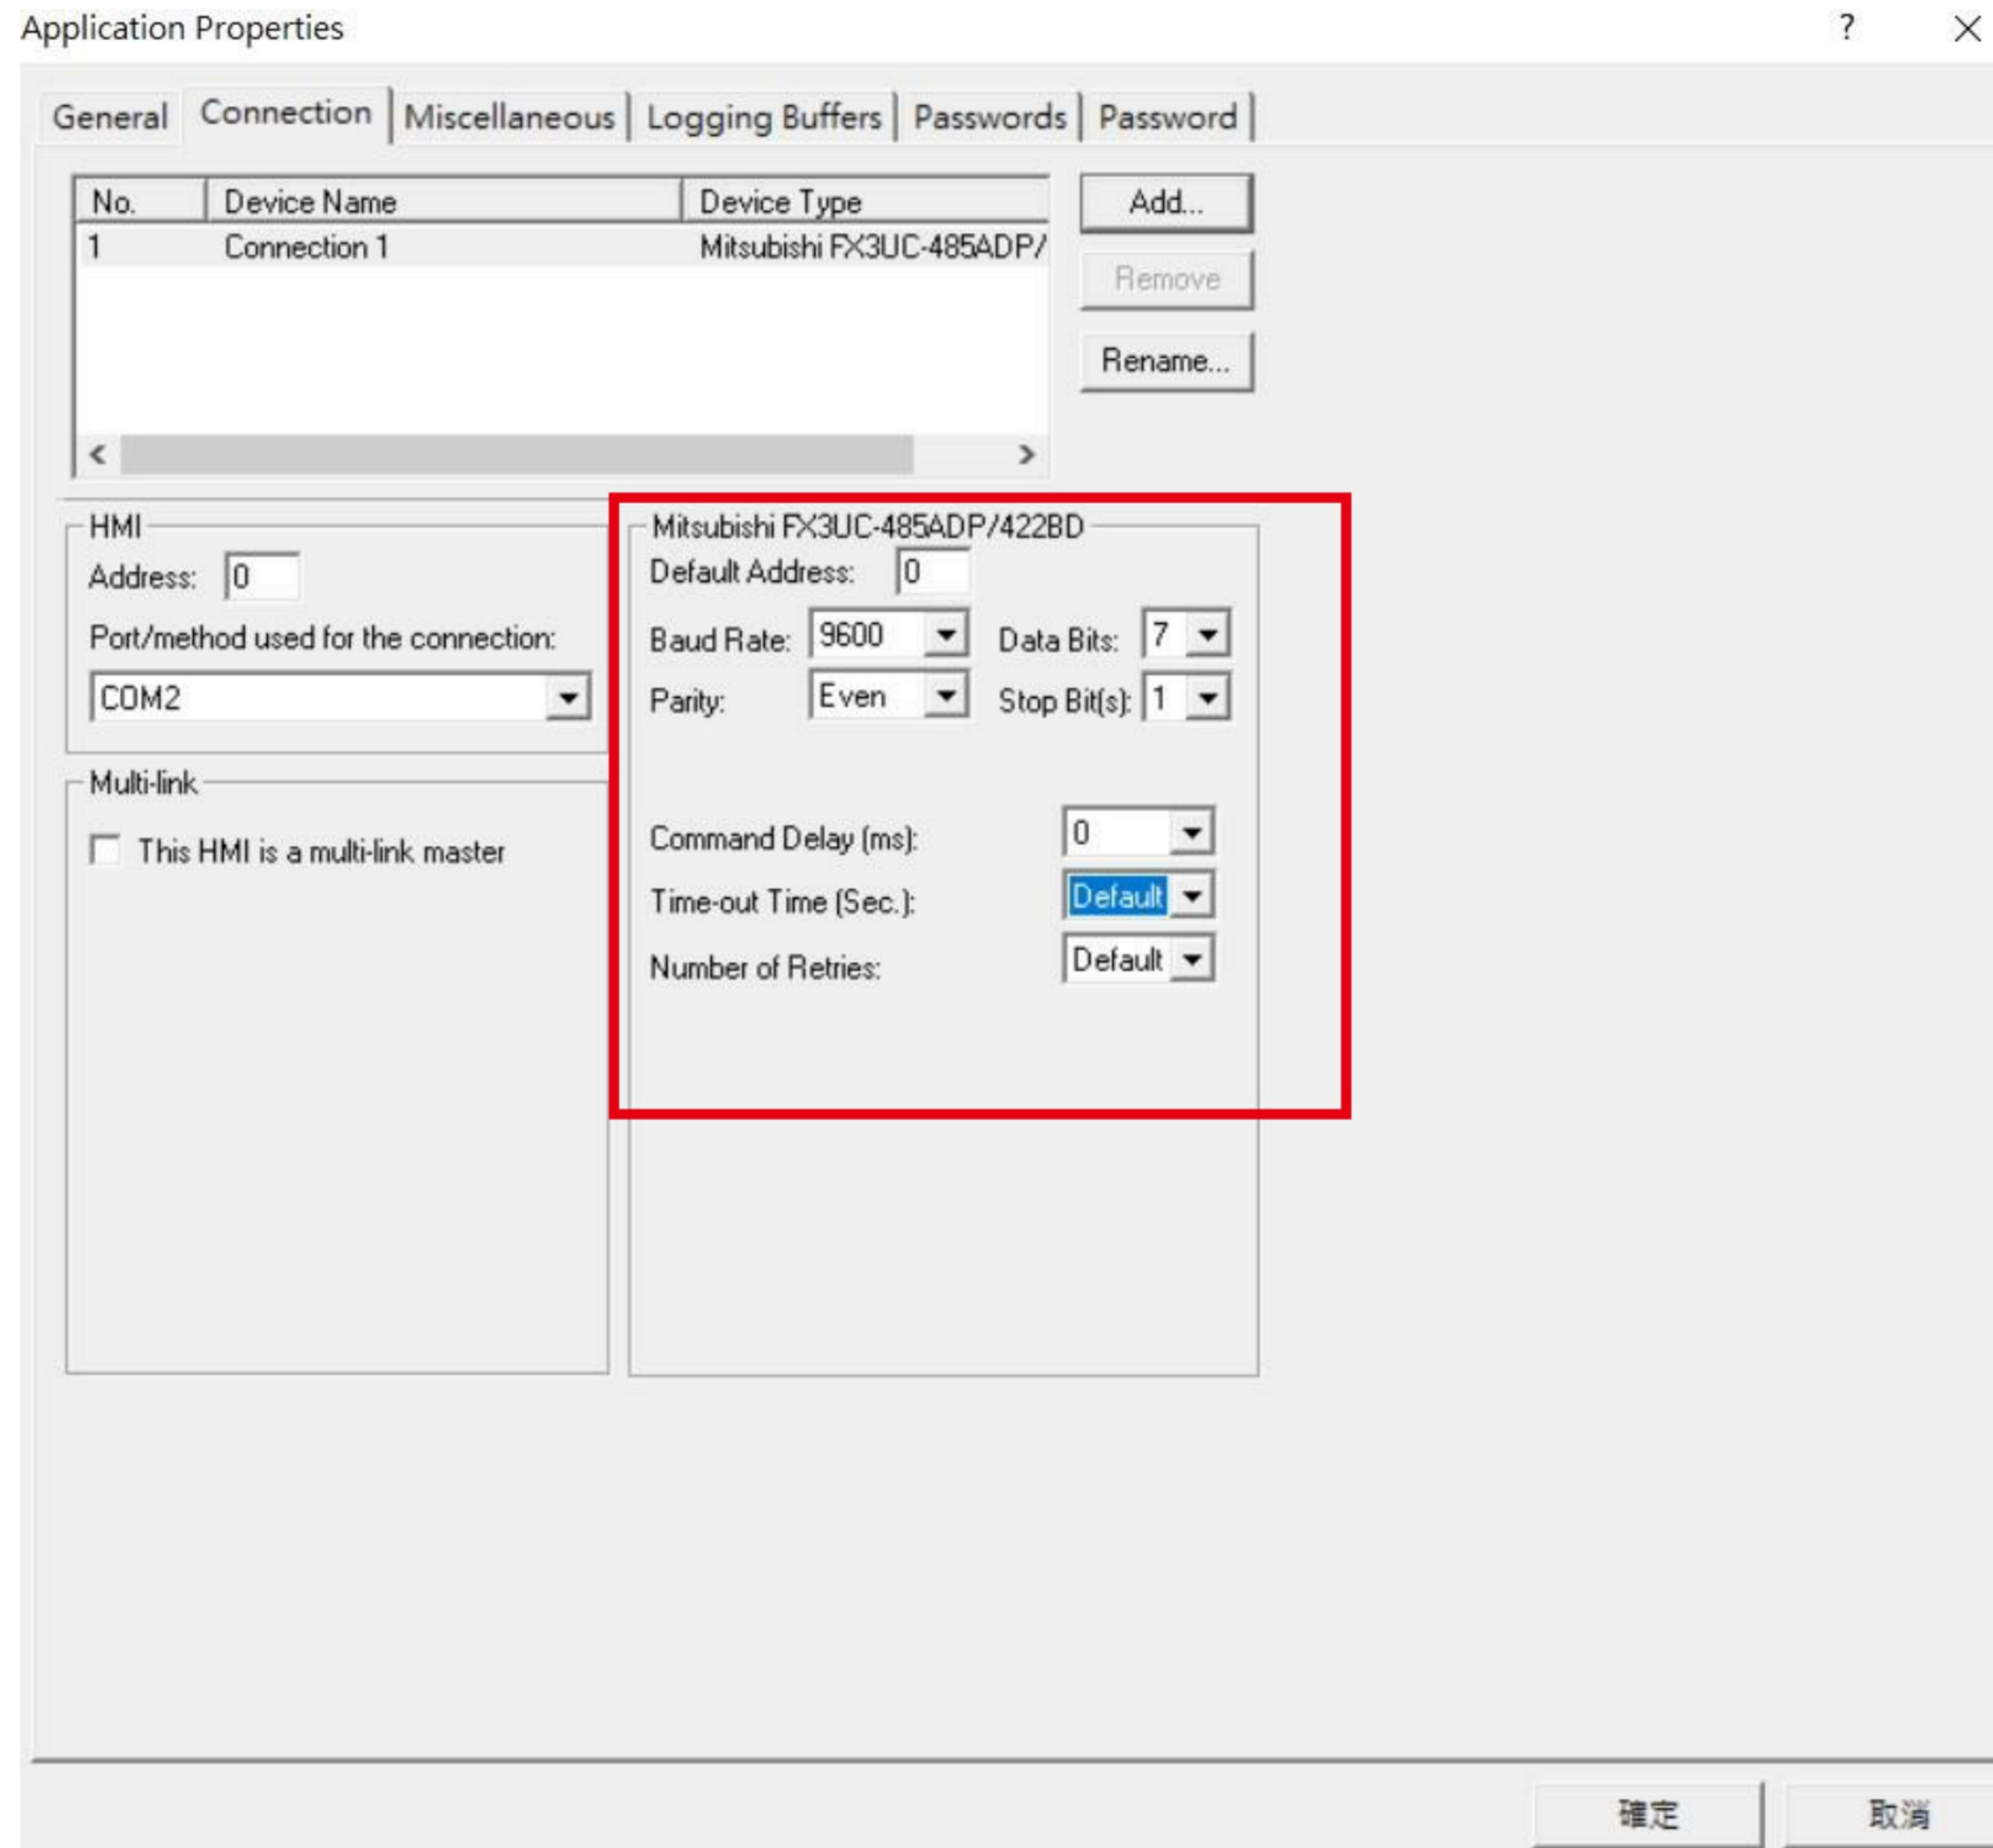 Application Properties ?
General Connection Miscellaneous Logging Buffers Passwords Password
No. Device Name Device Type
1 Connection 1 Mitsubishi FX3UC-485ADP/
Add...
Remove
Rename...
HMI
Address: 0
Port/method used for the connection:
COM2
Multi-link
This HMI is a multi-link master
Mitsubishi FX3UC-485ADP/422BD
Default Address: 0
Baud Rate: 9600 Data Bits: 7
Parity: Even Stop Bit(s): 1
Command Delay (ms): 0
Time-out Time (Sec.): Default
Number of Retries: Default
確定 取消